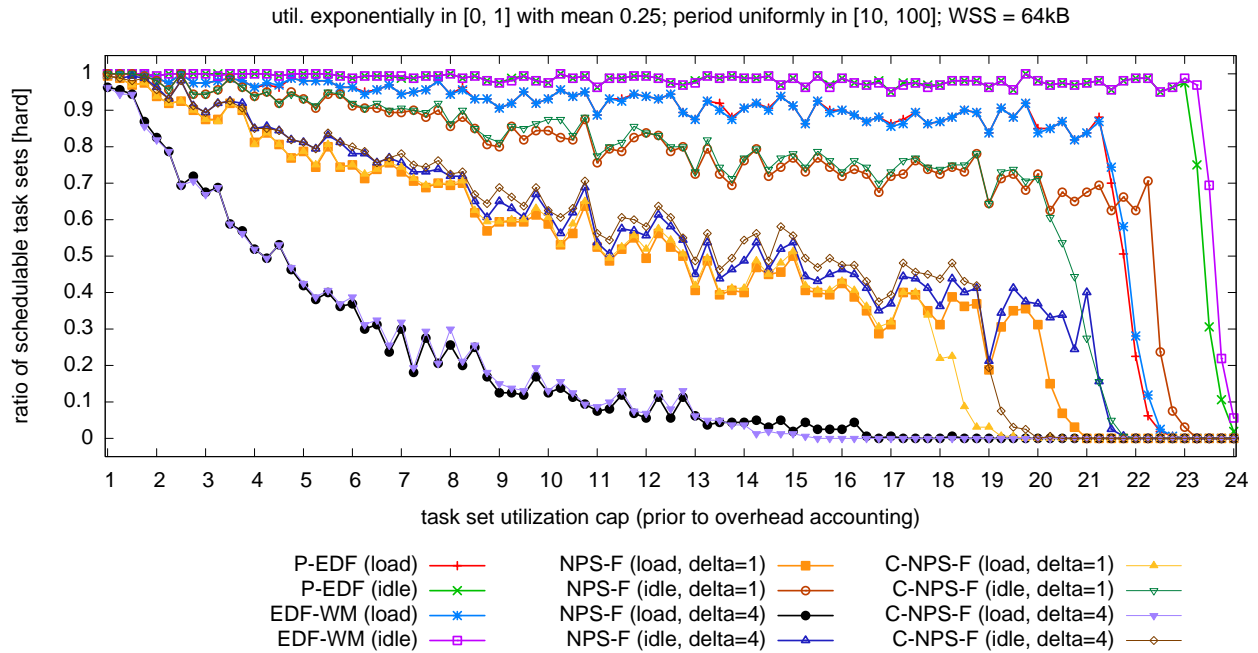 util. exponentially in [0, 1] with mean 0.25; period uniformly in [10, 100]; WSS = 64kB
ratio of schedulable task sets [hard]
1
0.9
0.8
0.7
0.6
0.5
0.4
0.3
0.2
0.1
0
1 2 3 4 5 6 7 8 9 10 11 12 13 14 15 16 17 18 19 20 21 22 23 24
task set utilization cap (prior to overhead accounting)
P-EDF (load) NPS-F (load, delta=1) C-NPS-F (load, delta=1)
P-EDF (idle) NPS-F (idle, delta=1) C-NPS-F (idle, delta=1)
EDF-WM (load) NPS-F (load, delta=4) C-NPS-F (load, delta=4)
EDF-WM (idle) NPS-F (idle, delta=4) C-NPS-F (idle, delta=4)